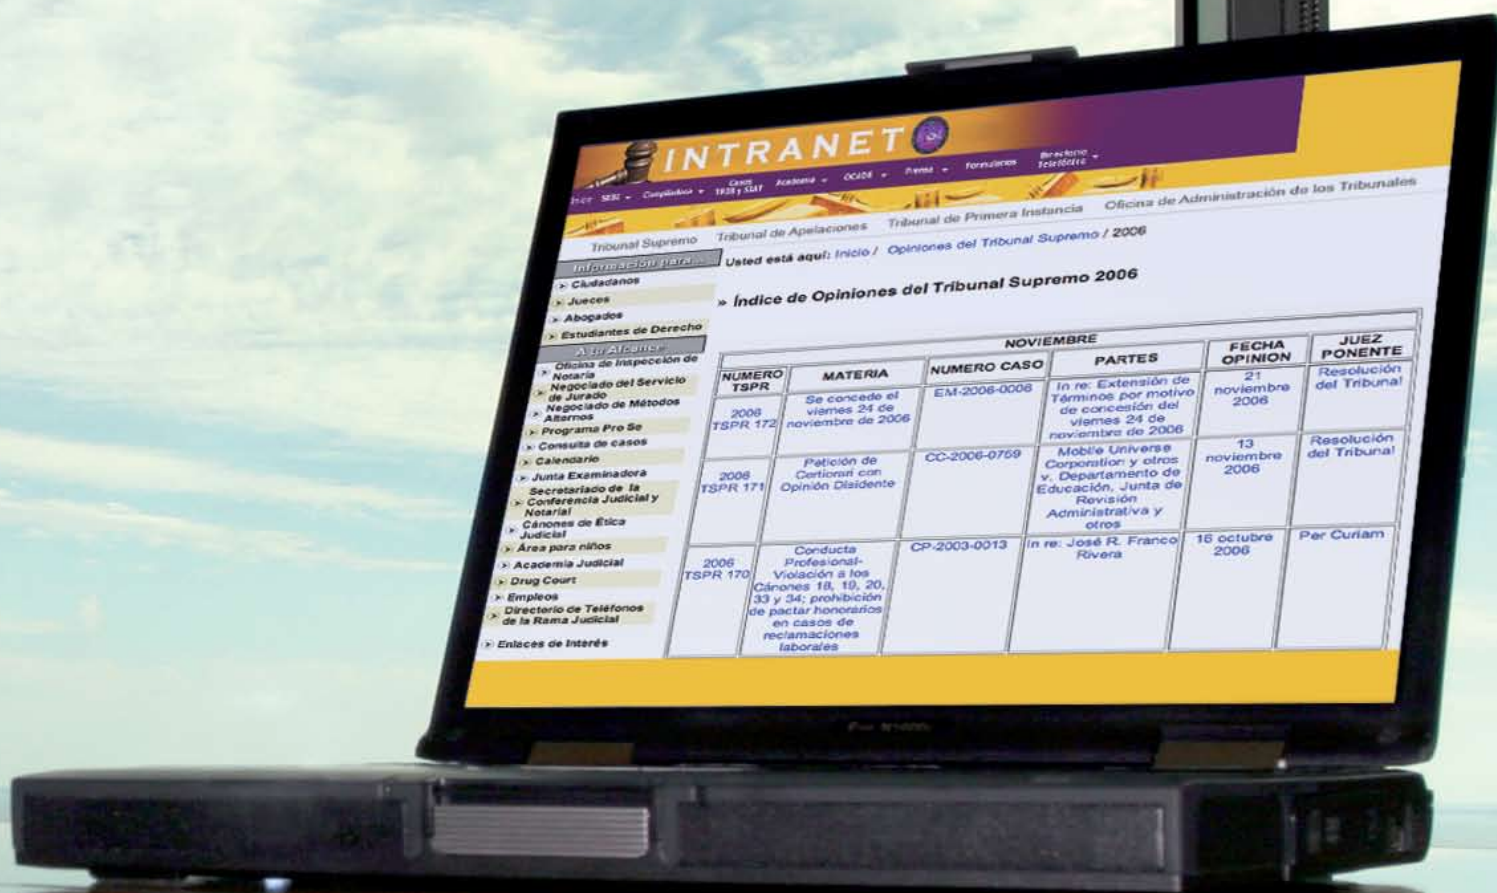 INTRANET
Inicio SEDI Compiladora Casos TRIB y SIAT Academia OCADE Prensa Formularios Directorio Telefónico
Tribunal Supremo Tribunal de Apelaciones Tribunal de Primera Instancia Oficina de Administración de los Tribunales
Información para...
Ciudadanos
Jueces
Abogados
Estudiantes de Derecho
A tu Alcance
Oficina de Inspección de
Notaría
Negociado del Servicio
de Jurado
Negociado de Métodos
Alternos
Programa Pro Se
Consulta de casos
Calendario
Junta Examinadora
Secretariado de la
Conferencia Judicial y
Notarial
Cánones de Ética
Judicial
Área para niños
Academia Judicial
Drug Court
Empleos
Directorio de Teléfonos
de la Rama Judicial
Enlaces de Interés
Usted está aquí: Inicio / Opiniones del Tribunal Supremo / 2006
» Índice de Opiniones del Tribunal Supremo 2006
NOVIEMBRE
NUMERO
TSPR
MATERIA
NUMERO CASO
PARTES
FECHA
OPINION
JUEZ
PONENTE
2006
TSPR 172
Se concede el
viernes 24 de
noviembre de 2006
EM-2006-0008
In re: Extensión de
Términos por motivo
de concesión del
viernes 24 de
noviembre de 2006
21
noviembre
2006
Resolución
del Tribunal
2006
TSPR 171
Petición de
Certiorari con
Opinión Disidente
CC-2006-0759
Mobile Universe
Corporation y otros
v. Departamento de
Educación, Junta de
Revisión
Administrativa y
otros
13
noviembre
2006
Resolución
del Tribunal
2006
TSPR 170
Conducta
Profesional-
Violación a los
Cánones 18, 19, 20,
33 y 34; prohibición
de pactar honorarios
en casos de
reclamaciones
laborales
CP-2003-0013
In re: José R. Franco
Rivera
16 octubre
2006
Per Curiam